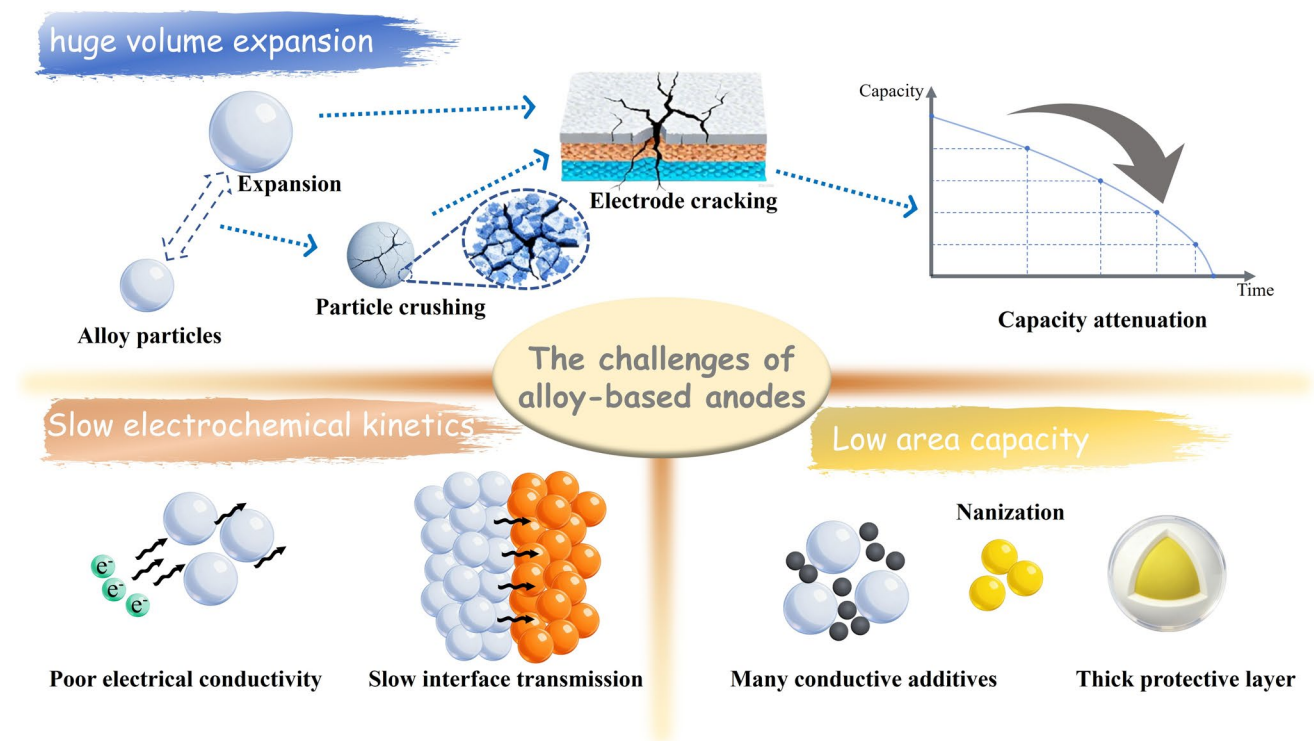 huge volume expansion
Capacity
Expansion
Electrode cracking
Particle crushing
Alloy particles
Time
Capacity attenuation
The challenges of
alloy-based anodes
Slow electrochemical kinetics
Low area capacity
e-
e-
e-
Nanization
Poor electrical conductivity
Slow interface transmission
Many conductive additives
Thick protective layer